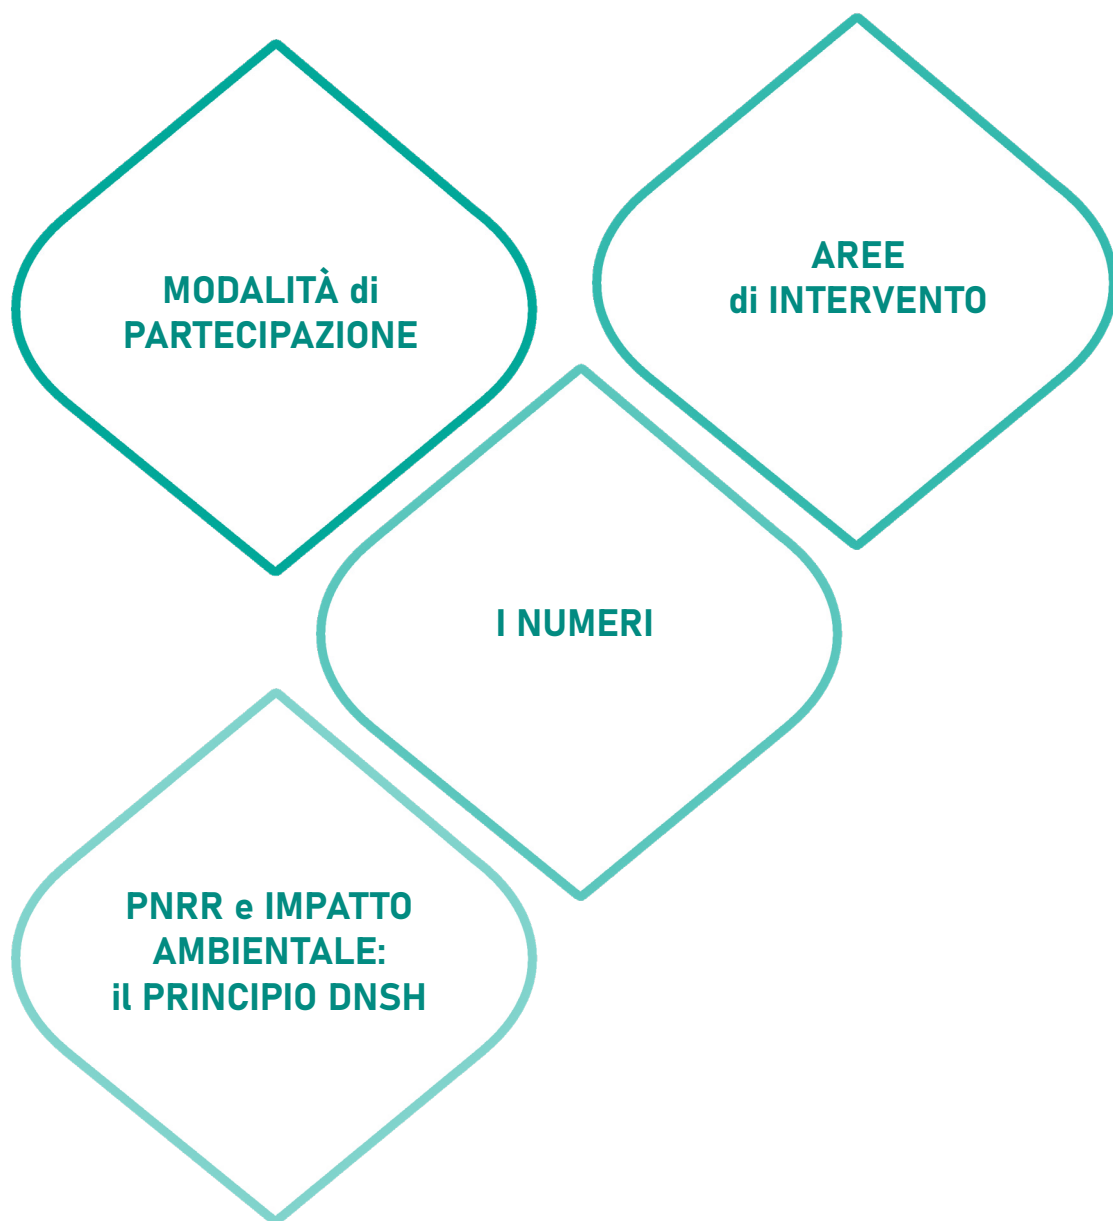 MODALITÀ di
PARTECIPAZIONE
AREE
di INTERVENTO
I NUMERI
PNRR e IMPATTO
AMBIENTALE:
il PRINCIPIO DNSH